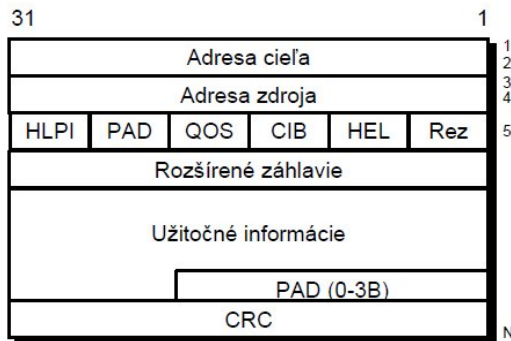 31 1
Adresa cieľa 1
2
Adresa zdroja 3
4
HLPI PAD QOS CIB HEL Rez 5
Rozšírené záhlavie
Užitočné informácie
PAD (0-3B)
CRC
N